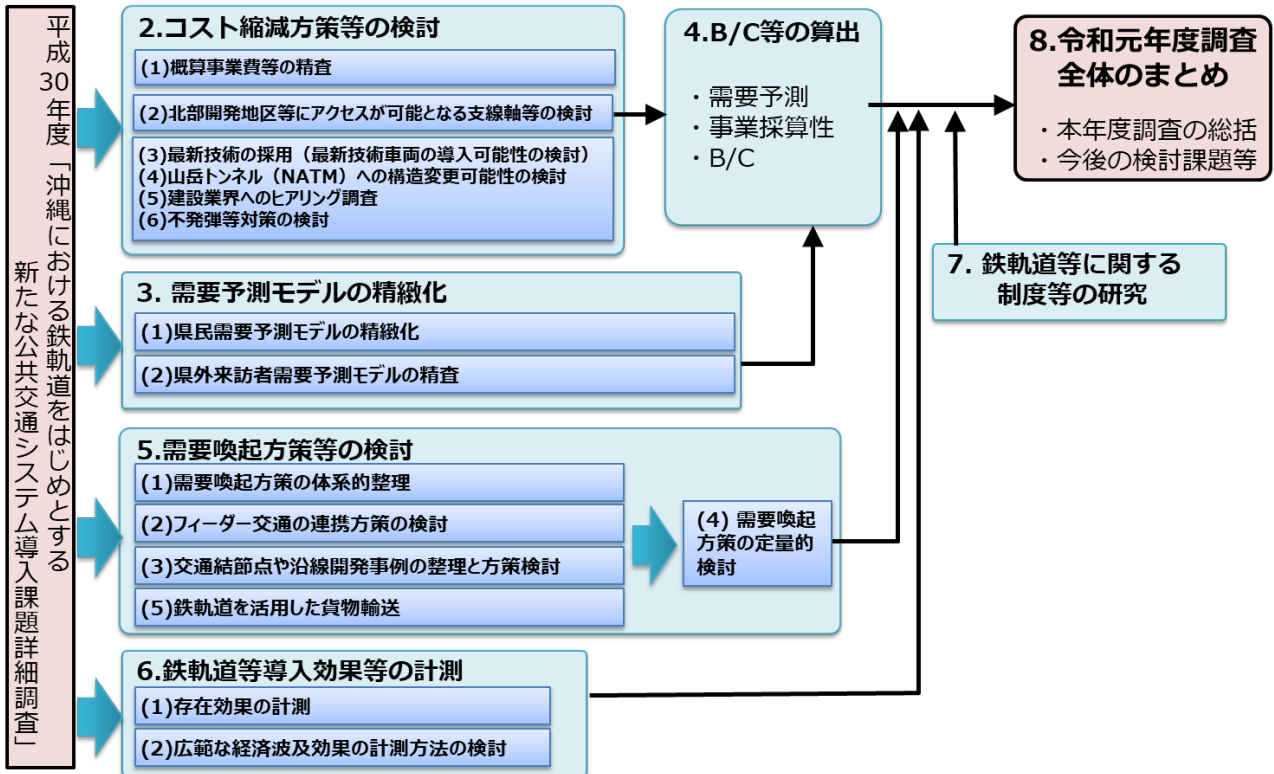 平成30年度「沖縄における鉄軌道をはじめとする
新たな公共交通システム導入課題詳細調査」
2.コスト縮減方策等の検討
(1)概算事業費等の精査
(2)北部開発地区等にアクセスが可能となる支線軸等の検討
(3)最新技術の採用（最新技術車両の導入可能性の検討）
(4)山岳トンネル（NATM）への構造変更可能性の検討
(5)建設業界へのヒアリング調査
(6)不発弾等対策の検討
3. 需要予測モデルの精緻化
(1)県民需要予測モデルの精緻化
(2)県外来訪者需要予測モデルの精査
4.B/C等の算出
・需要予測
・事業採算性
・B/C
5.需要喚起方策等の検討
(1)需要喚起方策の体系的整理
(2)フィーダー交通の連携方策の検討
(3)交通結節点や沿線開発事例の整理と方策検討
(5)鉄軌道を活用した貨物輸送
(4) 需要喚起
方策の定量的
検討
6.鉄軌道等導入効果等の計測
(1)存在効果の計測
(2)広範な経済波及効果の計測方法の検討
7. 鉄軌道等に関する
制度等の研究
8.令和元年度調査
全体のまとめ
・本年度調査の総括
・今後の検討課題等